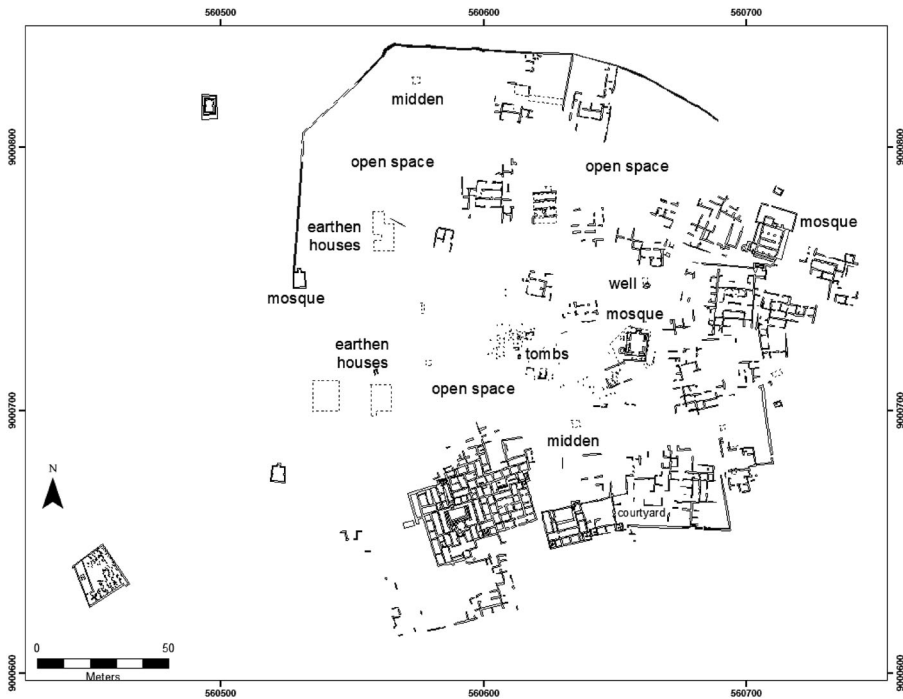 560500 560600 560700
midden
9000800 9000800
open space open space
earthen
houses
mosque
well
mosque
mosque
earthen
houses
tombs
open space
9000700 9000700
midden
N
courtyard
0 50
Meters
9000600 9000600
560500 560600 560700